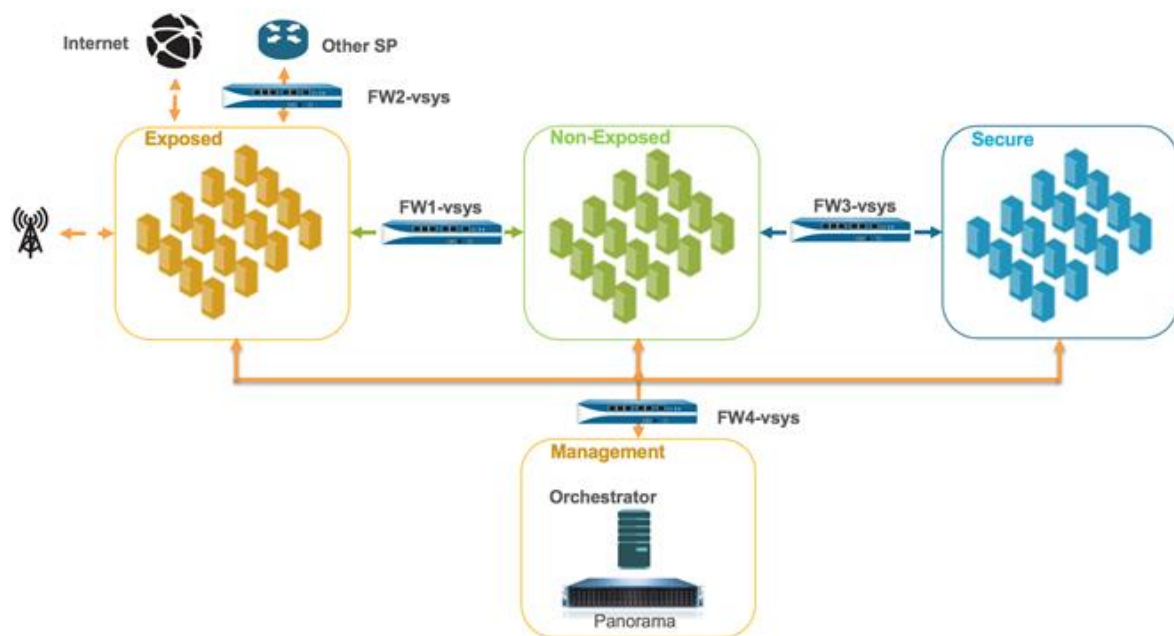 Internet
Other SP
FW2-vsys
Exposed
Non-Exposed
Secure
FW1-vsys
FW3-vsys
FW4-vsys
Management
Orchestrator
Panorama